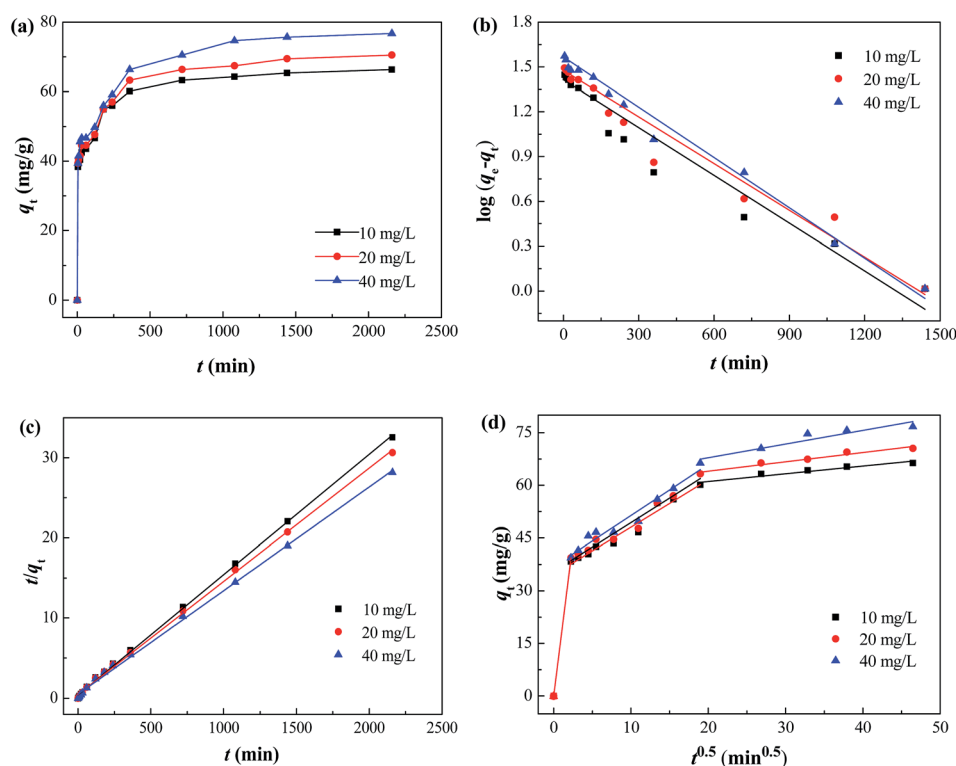 (a)
80
60
40
20
0
qt (mg/g)
10 mg/L
20 mg/L
40 mg/L
0 500 1000 1500 2000 2500
t (min)
(b)
1.8
1.5
1.2
0.9
0.6
0.3
0.0
log (qe-qt)
10 mg/L
20 mg/L
40 mg/L
0 300 600 900 1200 1500
t (min)
(c)
30
20
10
0
t/qt
10 mg/L
20 mg/L
40 mg/L
0 500 1000 1500 2000 2500
t (min)
(d)
75
60
45
30
15
0
qt (mg/g)
10 mg/L
20 mg/L
40 mg/L
0 10 20 30 40 50
t^0.5 (min^0.5)